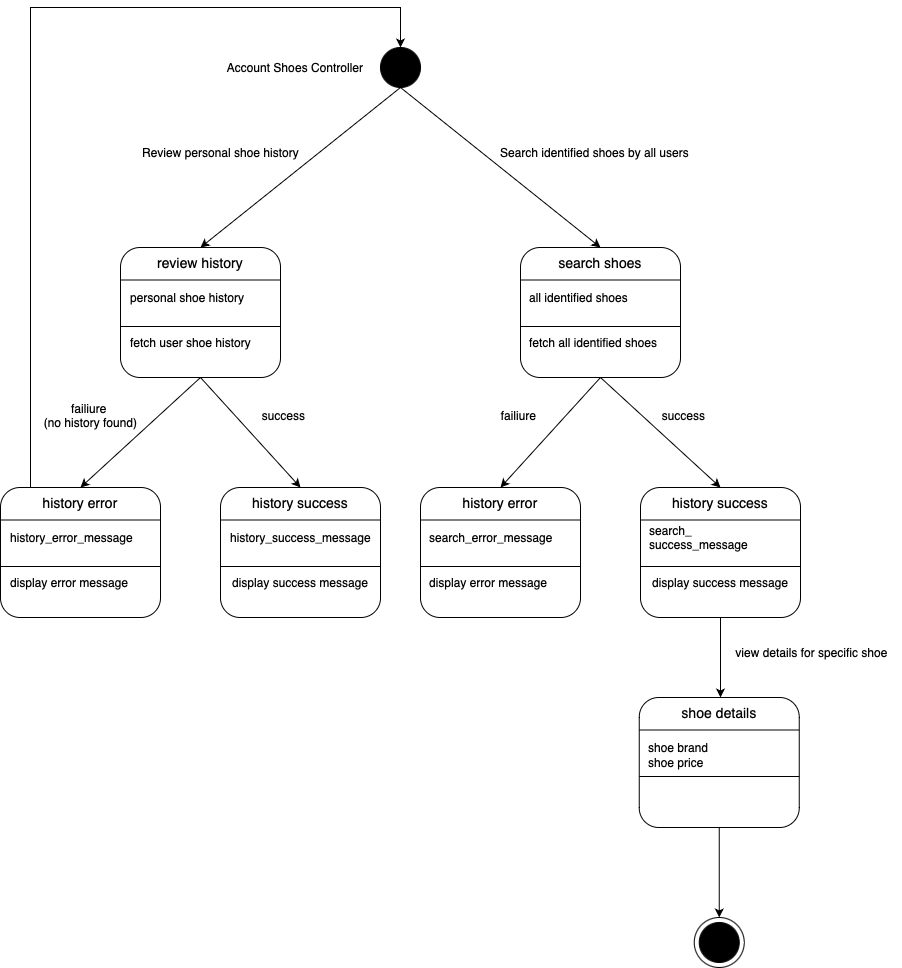 Account Shoes Controller
Review personal shoe history
Search identified shoes by all users
review history
personal shoe history
fetch user shoe history
search shoes
all identified shoes
fetch all identified shoes
failiure
(no history found)
success
failiure
success
history error
history_error_message
display error message
history success
history_success_message
display success message
history error
search_error_message
display error message
history success
search_
success_message
display success message
view details for specific shoe
shoe details
shoe brand
shoe price